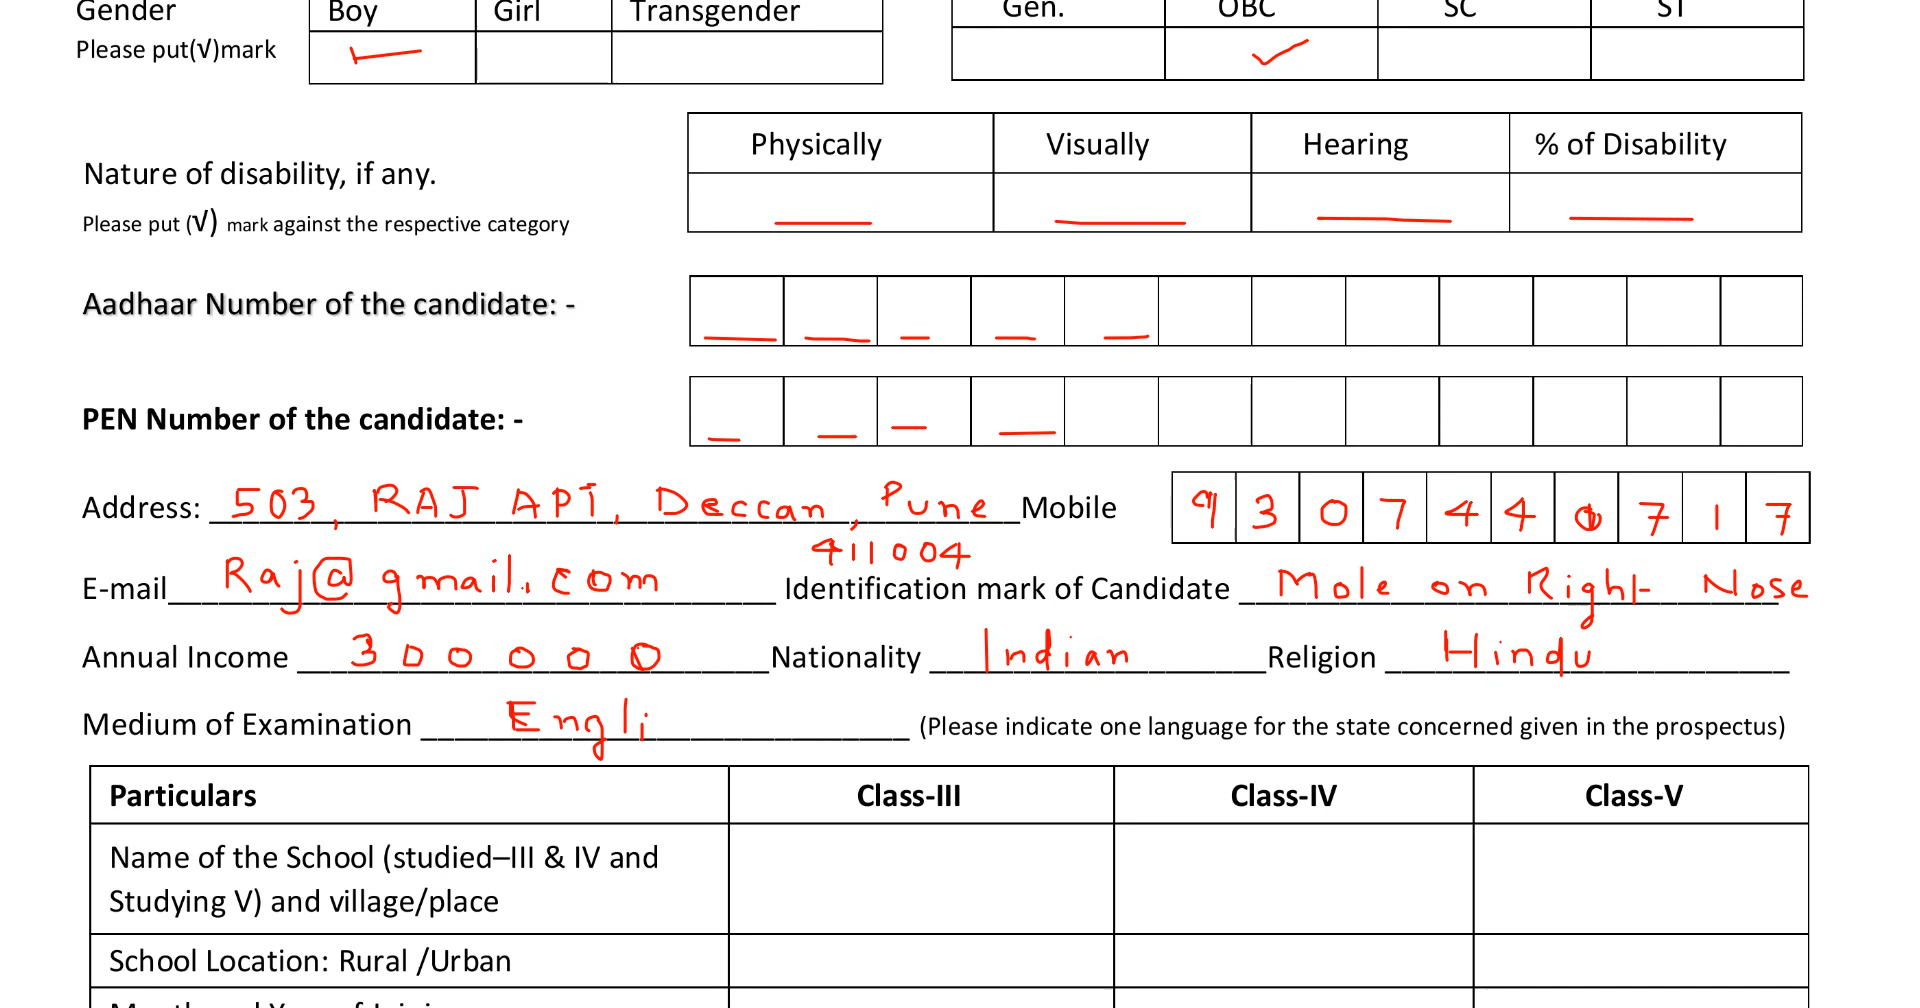 Gender Boy Girl Transgender Gen. OBC SC ST
Please put(√)mark ✓ ✓
Physically Visually Hearing % of Disability
Nature of disability, if any.
Please put (√) mark against the respective category — — — —
Aadhaar Number of the candidate: - — — — — —
PEN Number of the candidate: - — — — —
Address: 503, RAJ APT, Deccan, Pune Mobile 9 3 0 7 4 4 7 1 7
411004
E-mail Raj@gmail.com Identification mark of Candidate Mole on Right Nose
Annual Income 300000 Nationality Indian Religion Hindu
Medium of Examination Engli (Please indicate one language for the state concerned given in the prospectus)
Particulars Class-III Class-IV Class-V
Name of the School (studied–III & IV and
Studying V) and village/place
School Location: Rural /Urban